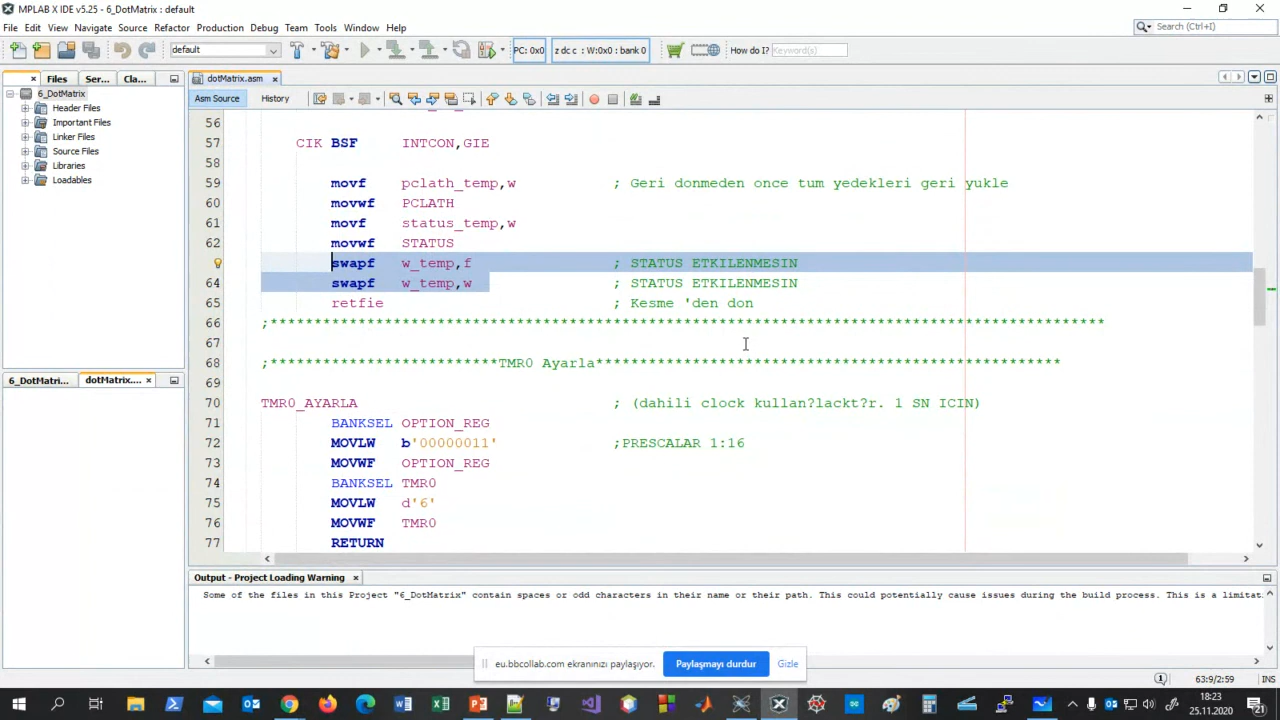 MPLAB X IDE v5.25 - 6_DotMatrix : default
File Edit View Navigate Source Refactor Production Debug Team Tools Window Help
Search (Ctrl+I)
default
PC: 0x0
z dc c : W:0x0 : bank 0
How do I?
Keyword(s)
Files
Ser...
Cla...
dotMatrix.asm
6_DotMatrix
Header Files
Important Files
Linker Files
Source Files
Libraries
Loadables
Asm Source
History
56
57 CIK BSF INTCON,GIE
58
59 movf pclath_temp,w ; Geri donmeden once tum yedekleri geri yukle
60 movwf PCLATH
61 movf status_temp,w
62 movwf STATUS
swapf w_temp,f ; STATUS ETKILENMESIN
64 swapf w_temp,w ; STATUS ETKILENMESIN
65 retfie ; Kesme 'den don
66 ;***********************************************************************************************
67
68 ;**************************TMR0 Ayarla*****************************************************
69
70 TMR0_AYARLA ; (dahili clock kullan?lackt?r. 1 SN ICIN)
71 BANKSEL OPTION_REG
72 MOVLW b'00000011' ;PRESCALAR 1:16
73 MOVWF OPTION_REG
74 BANKSEL TMR0
75 MOVLW d'6'
76 MOVWF TMR0
77 RETURN
6_DotMatri...
dotMatrix....
Output - Project Loading Warning
Some of the files in this Project "6_DotMatrix" contain spaces or odd characters in their name or their path. This could potentially cause issues during the build process. This is a limitat
eu.bbcollab.com ekranınızı paylaşıyor.
Paylaşmayı durdur
Gizle
63:9/2:59
INS
18:23
25.11.2020
21